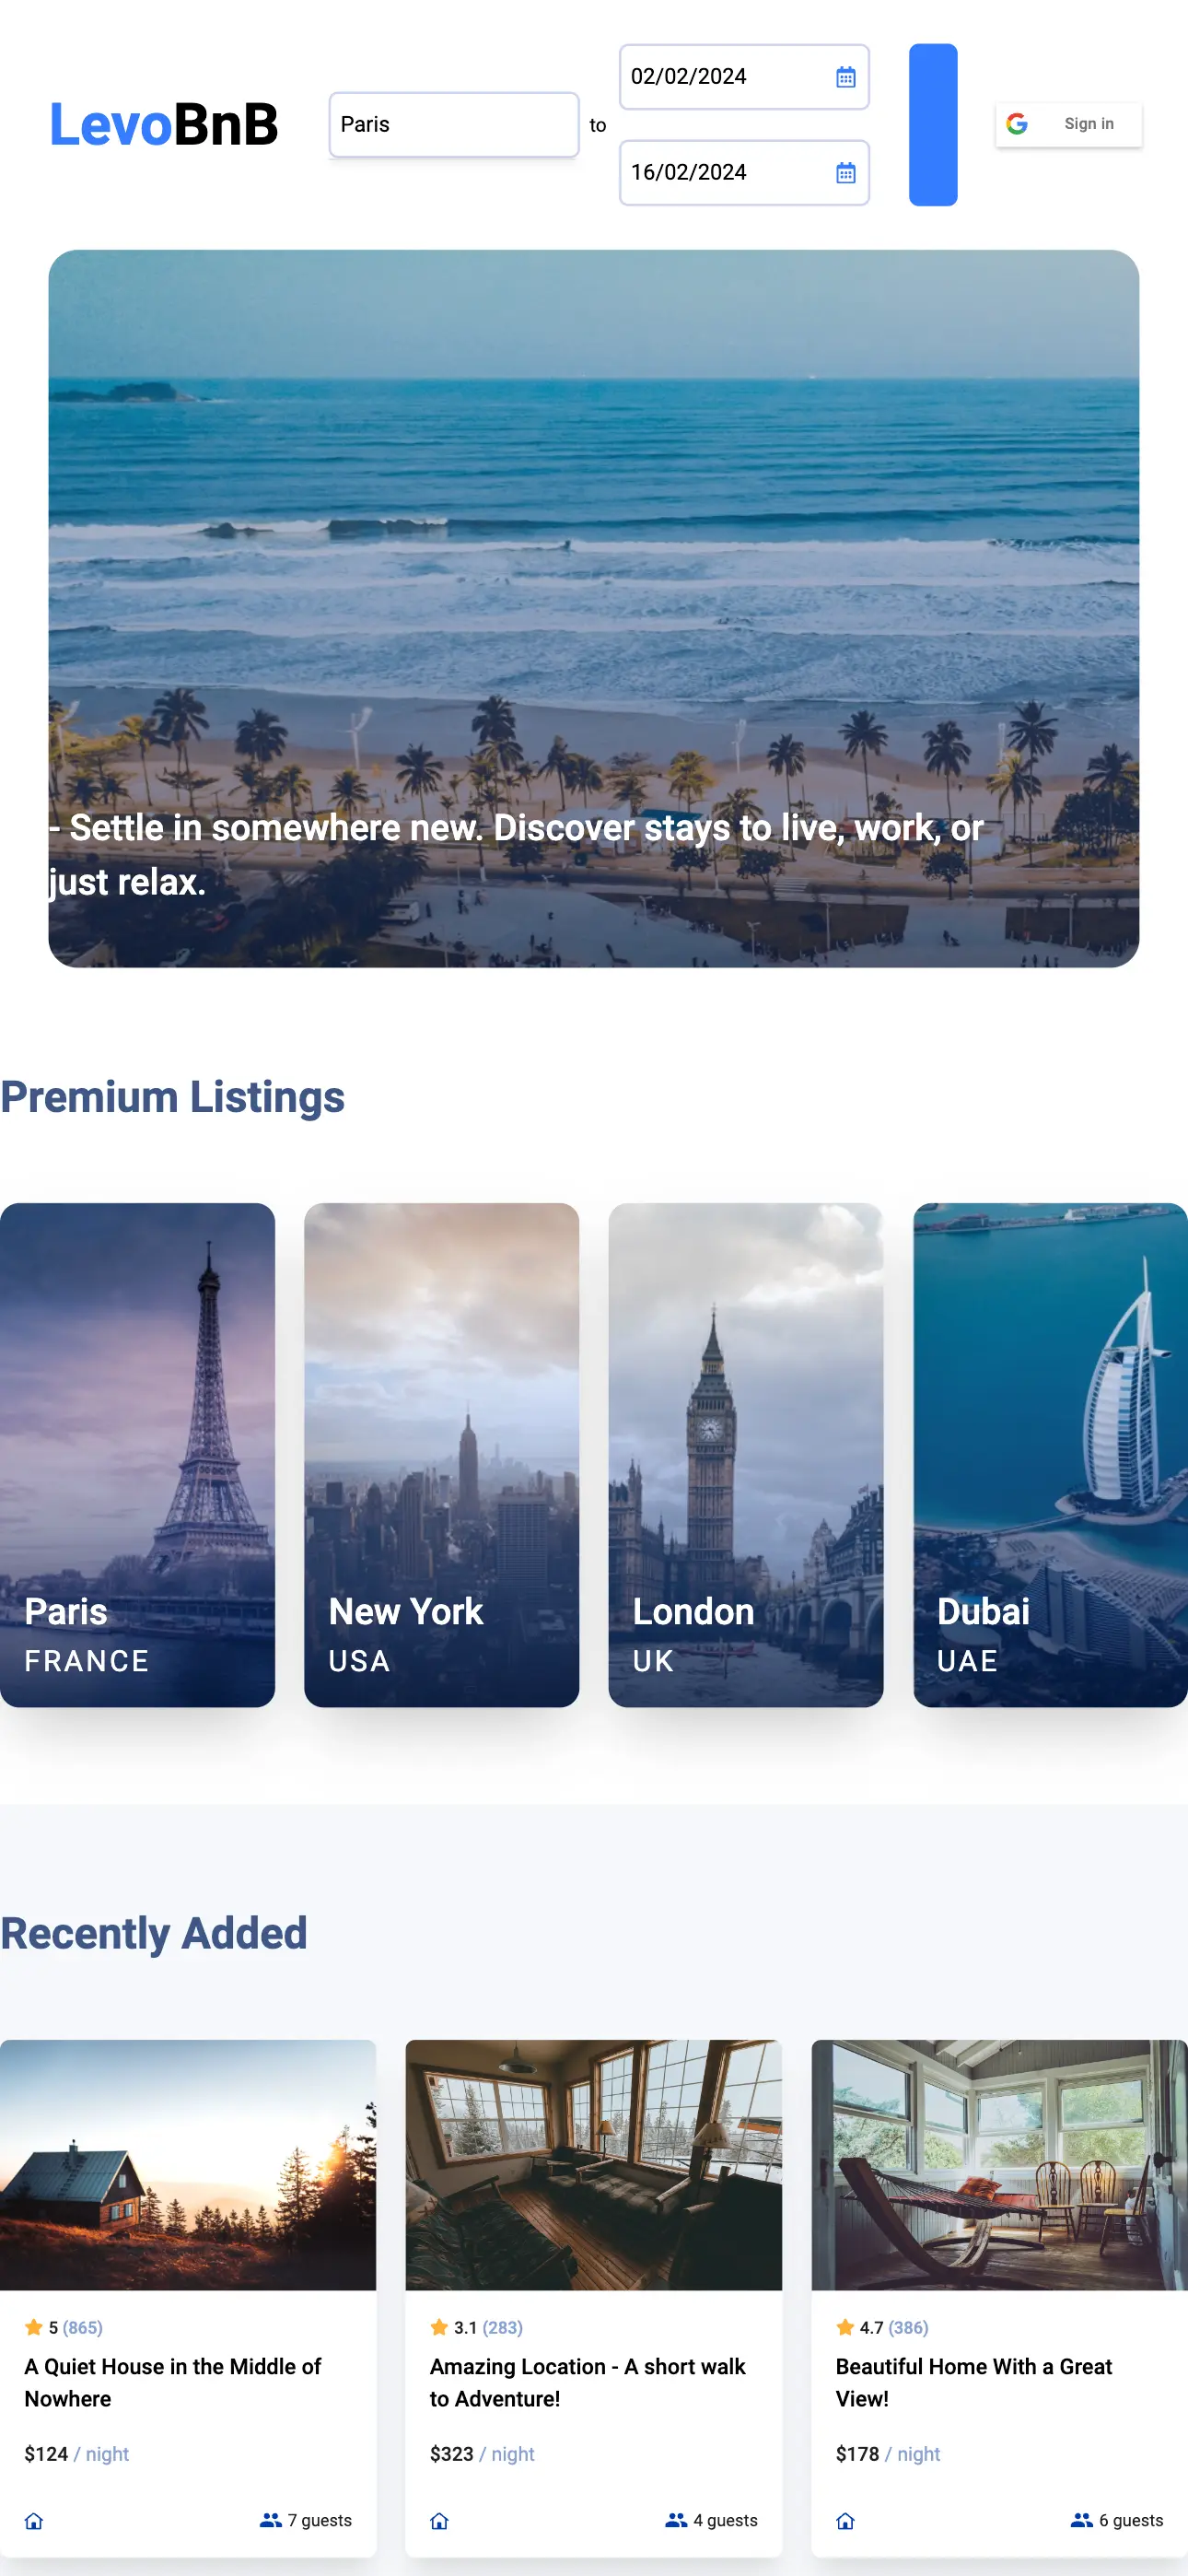 LevoBnB
Paris
to
02/02/2024
16/02/2024
Sign in
- Settle in somewhere new. Discover stays to live, work, or
just relax.
Premium Listings
Paris
FRANCE
New York
USA
London
UK
Dubai
UAE
Recently Added
5 (865)
A Quiet House in the Middle of
Nowhere
$124 / night
7 guests
3.1 (283)
Amazing Location - A short walk
to Adventure!
$323 / night
4 guests
4.7 (386)
Beautiful Home With a Great
View!
$178 / night
6 guests